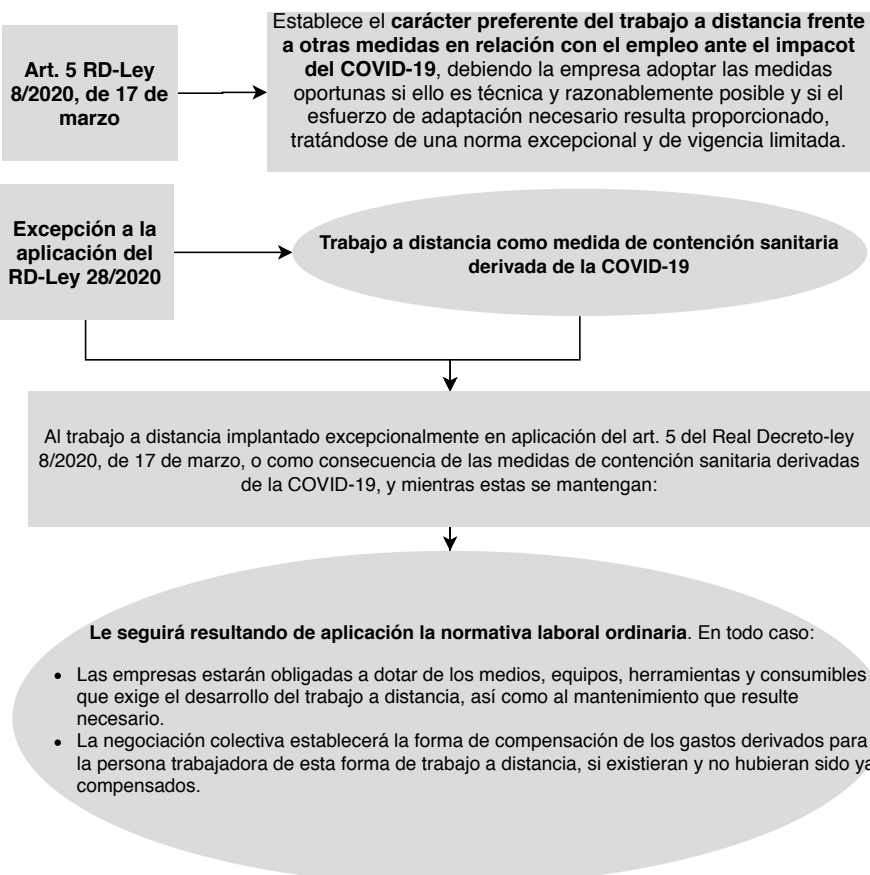 Art. 5 RD-Ley
8/2020, de 17 de
marzo
Establece el carácter preferente del trabajo a distancia frente
a otras medidas en relación con el empleo ante el impacot
del COVID-19, debiendo la empresa adoptar las medidas
oportunas si ello es técnica y razonablemente posible y si el
esfuerzo de adaptación necesario resulta proporcionado,
tratándose de una norma excepcional y de vigencia limitada.
Excepción a la
aplicación del
RD-Ley 28/2020
Trabajo a distancia como medida de contención sanitaria
derivada de la COVID-19
Al trabajo a distancia implantado excepcionalmente en aplicación del art. 5 del Real Decreto-ley
8/2020, de 17 de marzo, o como consecuencia de las medidas de contención sanitaria derivadas
de la COVID-19, y mientras estas se mantengan:
Le seguirá resultando de aplicación la normativa laboral ordinaria. En todo caso:
• Las empresas estarán obligadas a dotar de los medios, equipos, herramientas y consumibles
que exige el desarrollo del trabajo a distancia, así como al mantenimiento que resulte
necesario.
• La negociación colectiva establecerá la forma de compensación de los gastos derivados para
la persona trabajadora de esta forma de trabajo a distancia, si existieran y no hubieran sido ya
compensados.